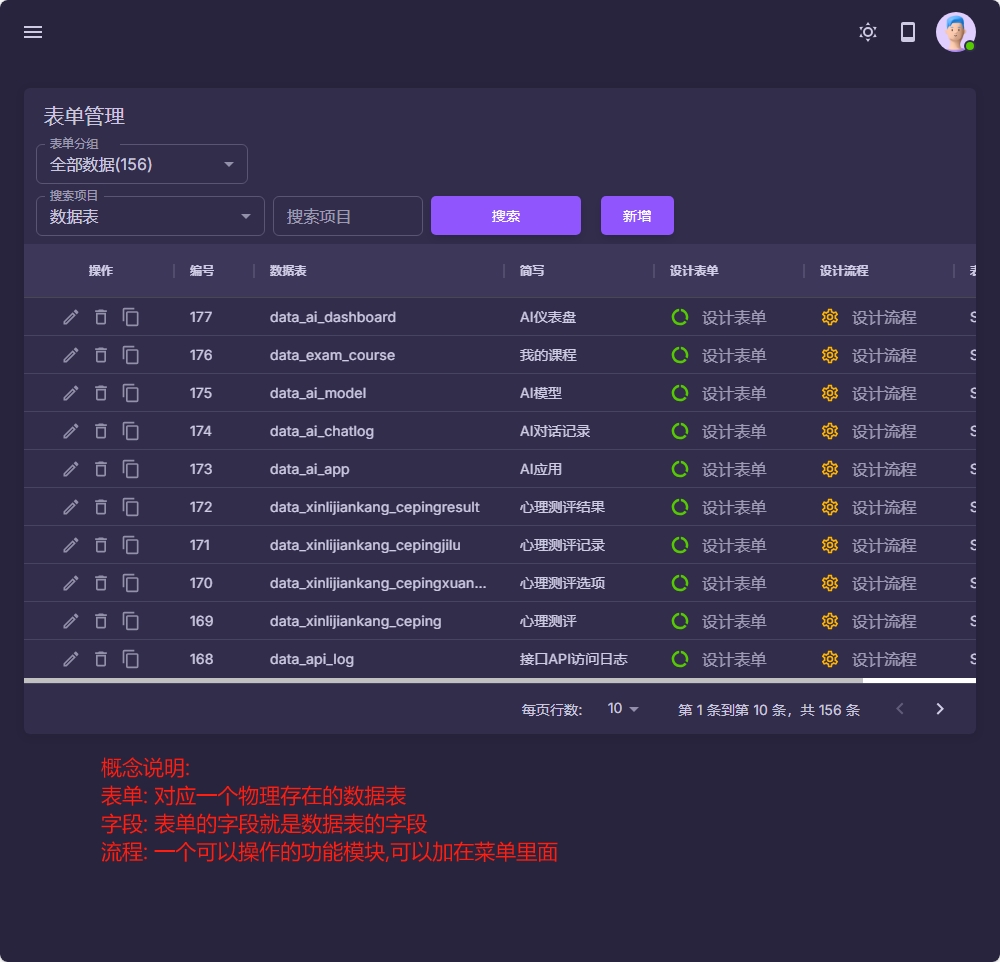 表单管理
表单分组
全部数据(156)
搜索项目
数据表 搜索项目 搜索 新增
操作 编号 数据表 简写 设计表单 设计流程
177 data_ai_dashboard AI仪表盘 设计表单 设计流程 S
176 data_exam_course 我的课程 设计表单 设计流程 S
175 data_ai_model AI模型 设计表单 设计流程 S
174 data_ai_chatlog AI对话记录 设计表单 设计流程 S
173 data_ai_app AI应用 设计表单 设计流程 S
172 data_xinlijiankang_cepingresult 心理测评结果 设计表单 设计流程 S
171 data_xinlijiankang_cepingjilu 心理测评记录 设计表单 设计流程 S
170 data_xinlijiankang_cepingxuan... 心理测评选项 设计表单 设计流程 S
169 data_xinlijiankang_ceping 心理测评 设计表单 设计流程 S
168 data_api_log 接口API访问日志 设计表单 设计流程 S
每页行数: 10 第 1 条到第 10 条，共 156 条
概念说明:
表单: 对应一个物理存在的数据表
字段: 表单的字段就是数据表的字段
流程: 一个可以操作的功能模块,可以加在菜单里面